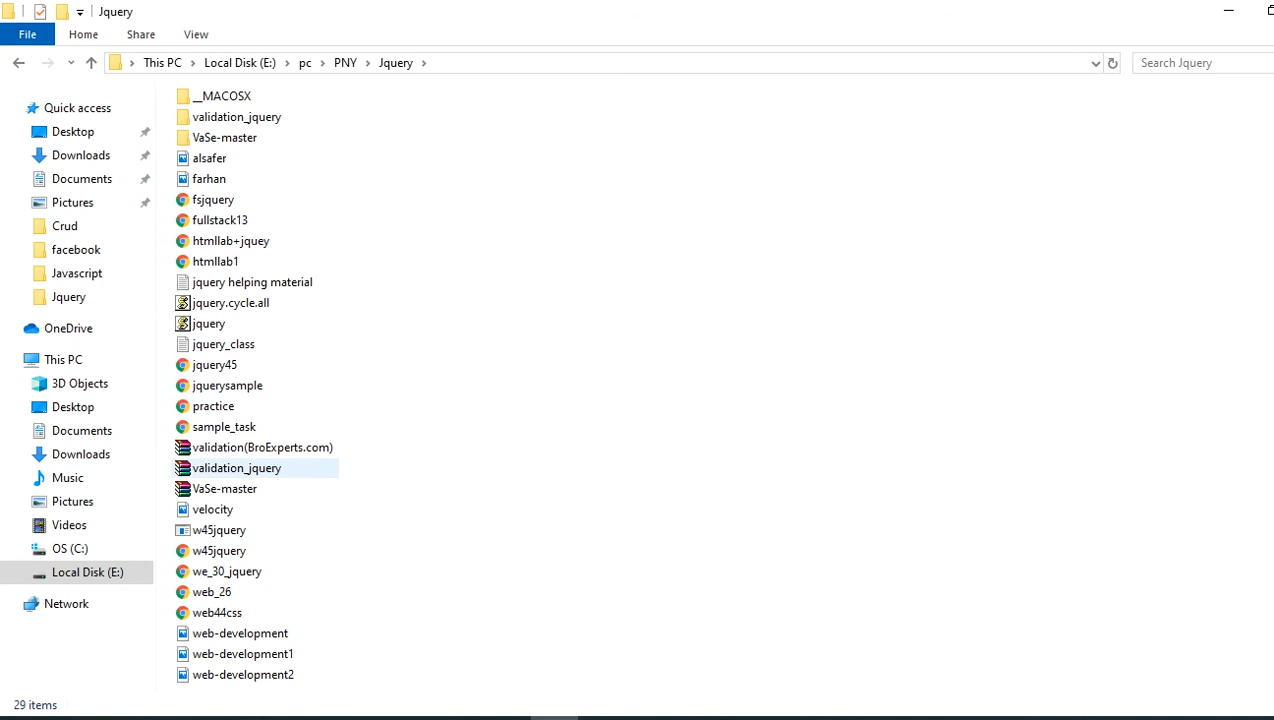 Jquery
File Home Share View
This PC Local Disk (E:) pc PNY Jquery Search Jquery
Quick access
Desktop
Downloads
Documents
Pictures
Crud
facebook
Javascript
Jquery
OneDrive
This PC
3D Objects
Desktop
Documents
Downloads
Music
Pictures
Videos
OS (C:)
Local Disk (E:)
Network
__MACOSX
validation_jquery
VaSe-master
alsafer
farhan
fsjquery
fullstack13
htmllab+jquey
htmllab1
jquery helping material
jquery.cycle.all
jquery
jquery_class
jquery45
jquerysample
practice
sample_task
validation(BroExperts.com)
validation_jquery
VaSe-master
velocity
w45jquery
w45jquery
we_30_jquery
web_26
web44css
web-development
web-development1
web-development2
29 items